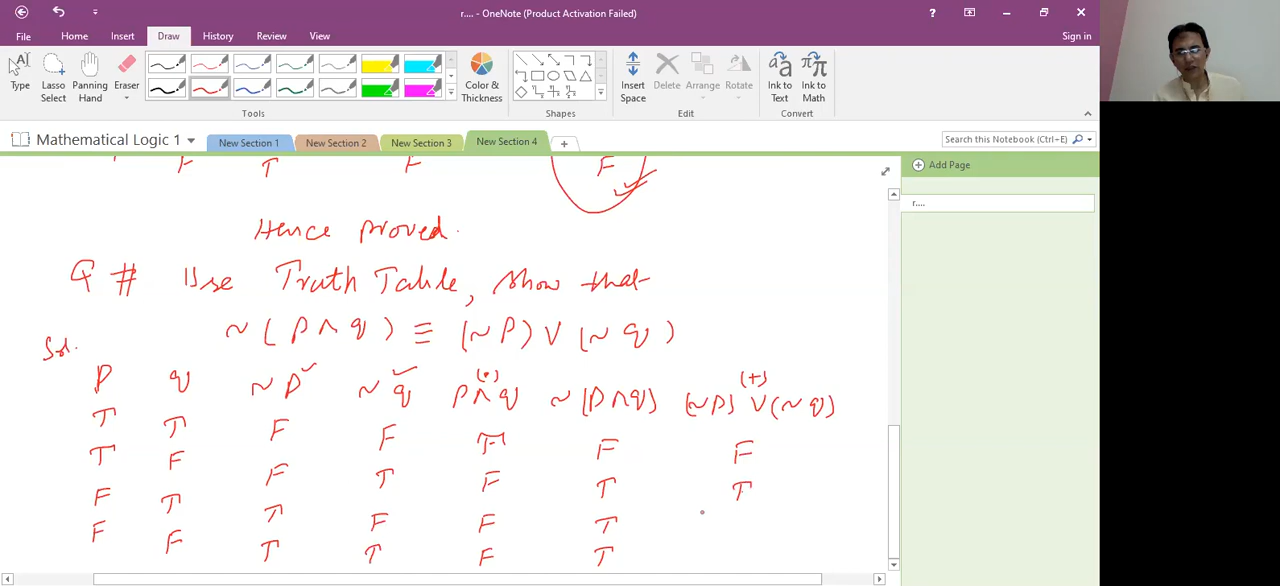 r.... - OneNote (Product Activation Failed)
File Home Insert Draw History Review View Sign in
Type Lasso Select Panning Hand Eraser Color & Thickness Insert Space Delete Arrange Rotate Ink to Text Ink to Math
Tools Shapes Edit Convert
Mathematical Logic 1 New Section 1 New Section 2 New Section 3 New Section 4 Search this Notebook (Ctrl+E)
Add Page
r....
F T F F
Hence proved.
Q # Use Truth Table, show that
~ ( P ∧ q ) ≡ (~ P) ∨ (~ q )
Sol.
(•) (+)
P q ~ P ~ q P ∧ q ~ (P ∧ q) (~P) ∨ (~ q)
T T F F T F F
T F F T F T T
F T T F F T
F F T T F T